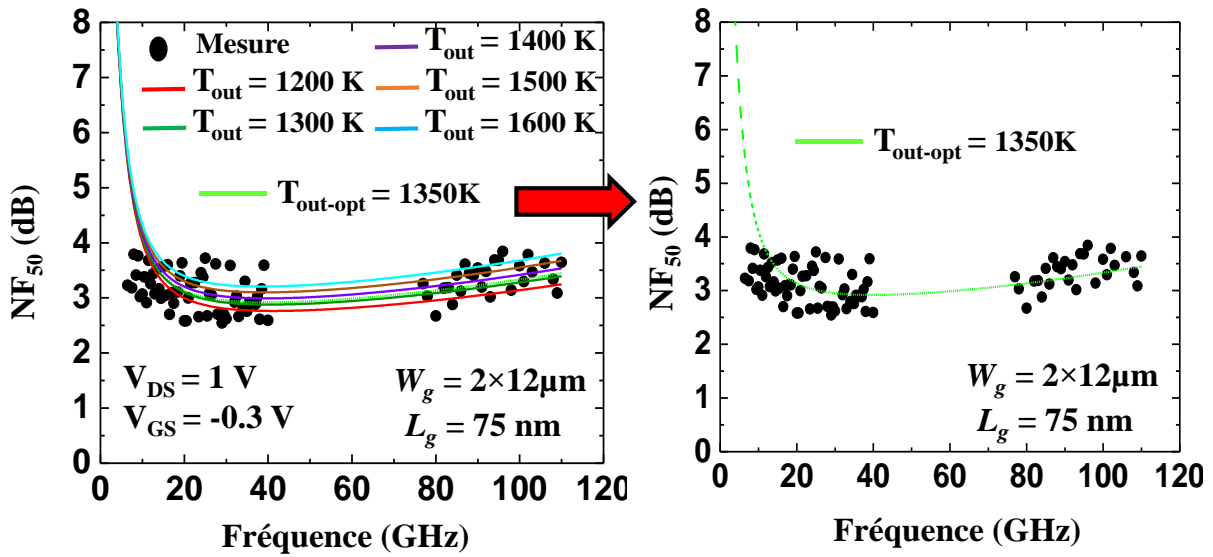 8
7
6
5
4
3
2
1
0
NF50 (dB)
Mesure
Tout = 1200 K
Tout = 1300 K
Tout = 1400 K
Tout = 1500 K
Tout = 1600 K
Tout-opt = 1350K
VDS = 1 V
VGS = -0.3 V
Wg = 2×12µm
Lg = 75 nm
0 20 40 60 80 100 120
Fréquence (GHz)
8
7
6
5
4
3
2
1
0
NF50 (dB)
Tout-opt = 1350K
Wg = 2×12µm
Lg = 75 nm
0 20 40 60 80 100 120
Fréquence (GHz)